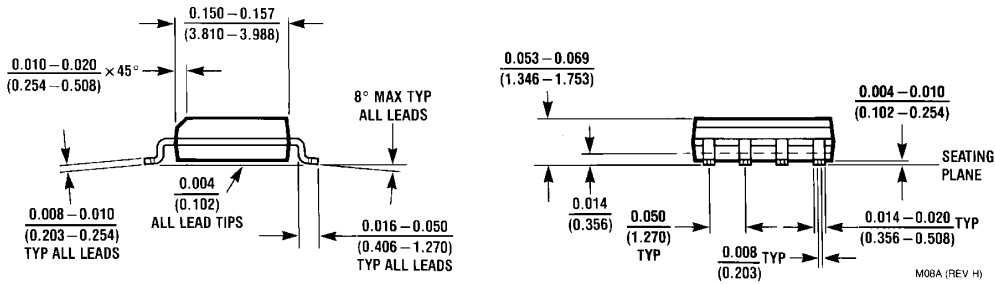 0.150 – 0.157
(3.810 – 3.988)
0.010 – 0.020
(0.254 – 0.508)
× 45°
8° MAX TYP
ALL LEADS
0.004
(0.102)
ALL LEAD TIPS
0.008 – 0.010
(0.203 – 0.254)
TYP ALL LEADS
0.016 – 0.050
(0.406 – 1.270)
TYP ALL LEADS
0.053 – 0.069
(1.346 – 1.753)
0.004 – 0.010
(0.102 – 0.254)
SEATING
PLANE
0.014
(0.356)
0.050
(1.270)
TYP
0.014 – 0.020
(0.356 – 0.508)
TYP
0.008
(0.203)
TYP
M08A (REV H)